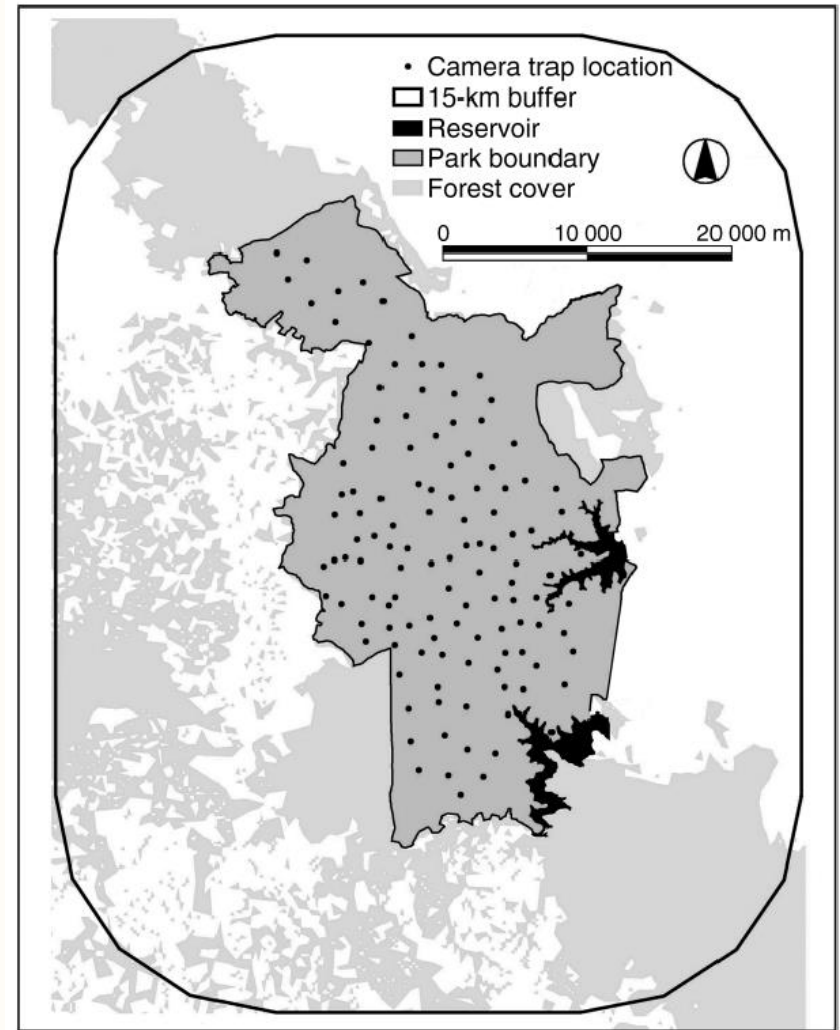 Camera trap location
15-km buffer
Reservoir
Park boundary
Forest cover
0 10 000 20 000 m